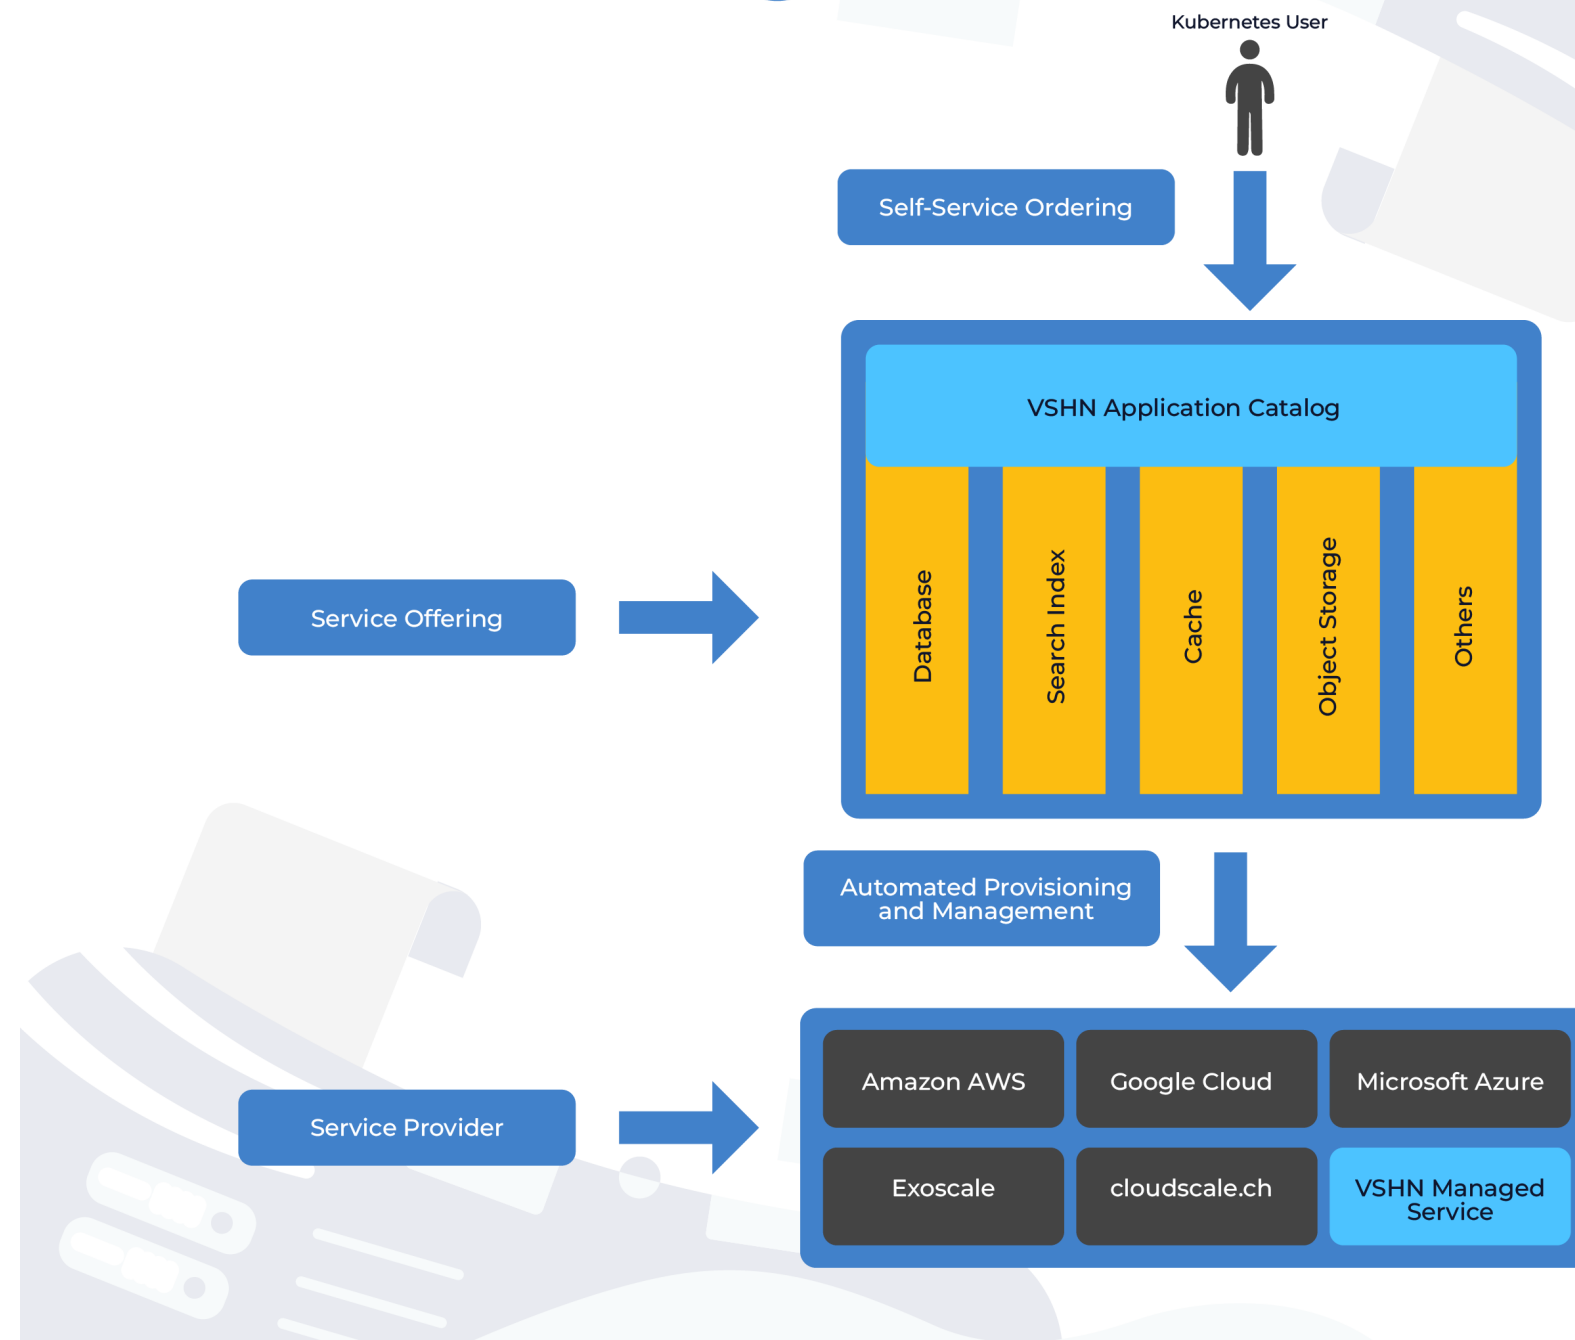 Kubernetes User
Self-Service Ordering
VSHN Application Catalog
Database
Search Index
Cache
Object Storage
Others
Service Offering
Automated Provisioning
and Management
Amazon AWS
Google Cloud
Microsoft Azure
Service Provider
Exoscale
cloudscale.ch
VSHN Managed
Service